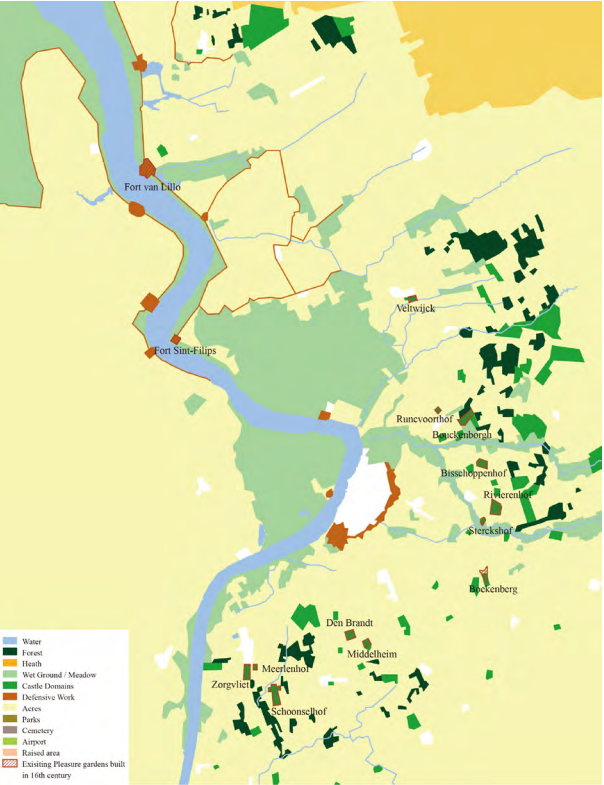 Fort van Lillo
Veltwijck
Fort Sint-Filips
Runcvoorthof
Bouckenborgh
Bisschoppenhof
Rivierenhof
Sterckshof
Boekenberg
Den Brandt
Middelheim
Meerlenhof
Zorgvliet
Schoonselhof
Water
Forest
Heath
Wet Ground / Meadow
Castle Domains
Defensive Work
Acres
Parks
Cemetery
Airport
Raised area
Exisiting Pleasure gardens built
in 16th century